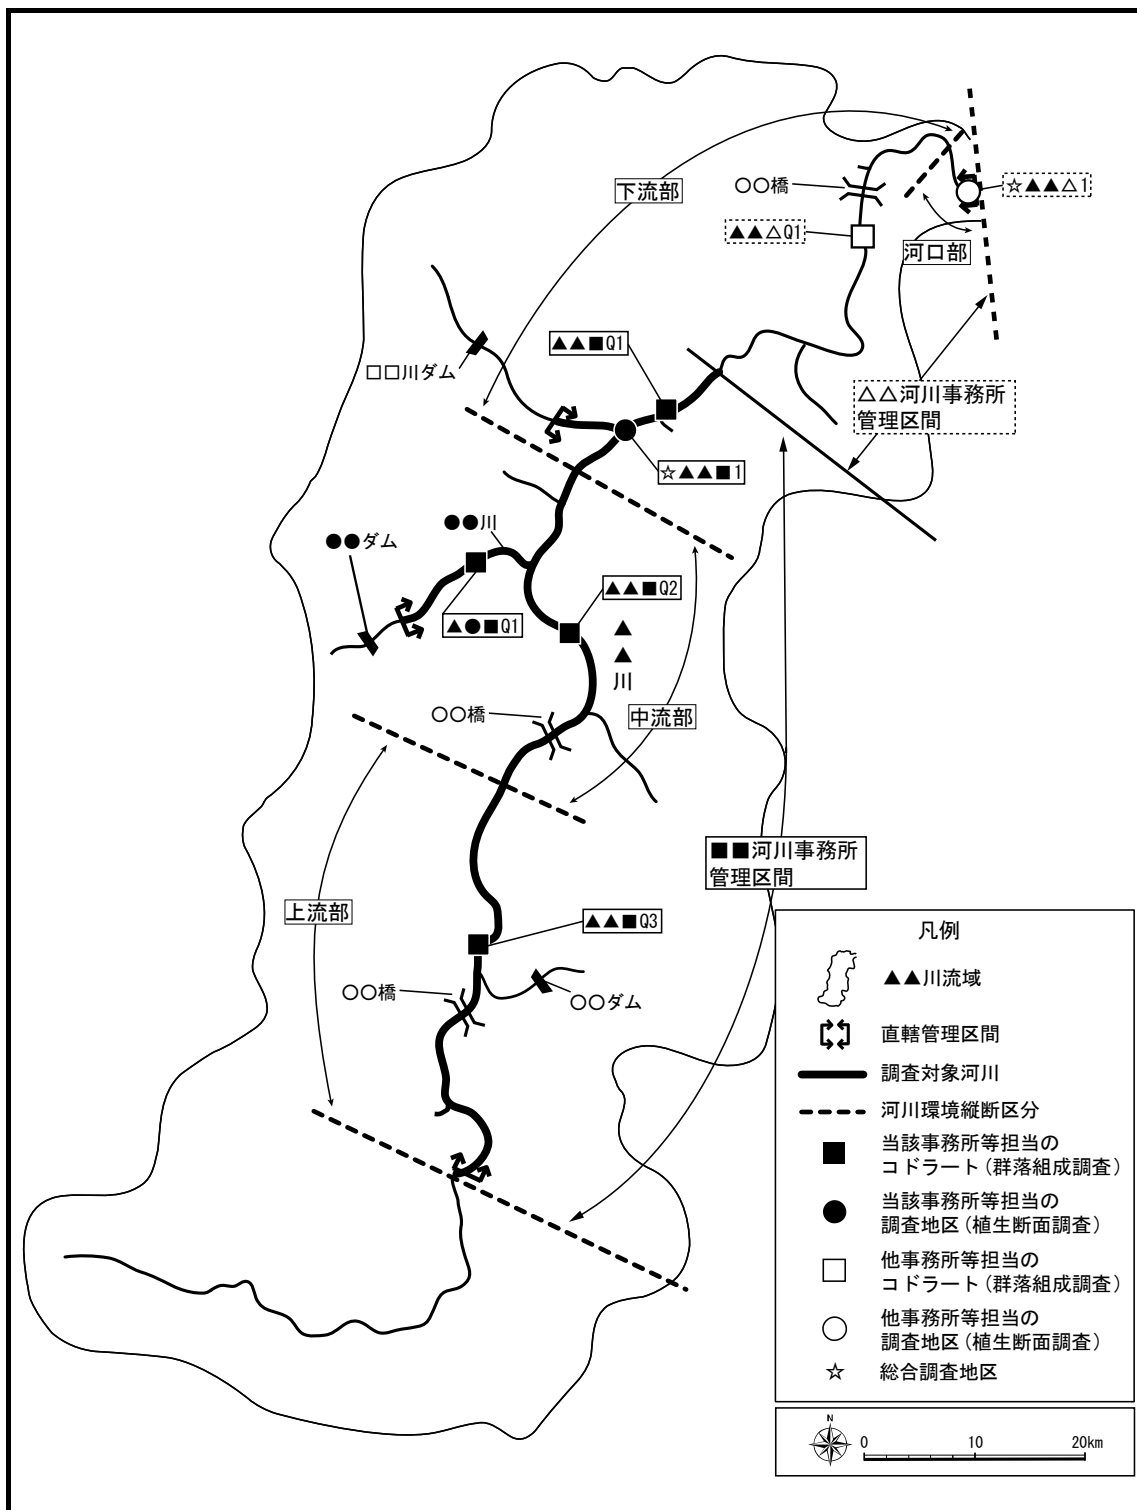 下流部
○○橋
☆▲▲△1
▲▲△Q1
河口部
▲▲■Q1
□□川ダム
△△河川事務所
管理区間
☆▲▲■1
●●川
●●ダム
▲▲■Q2
▲●■Q1
▲▲川
○○橋
中流部
■■河川事務所
管理区間
上流部
▲▲■Q3
○○橋
○○ダム
凡例
▲▲川流域
直轄管理区間
調査対象河川
河川環境縦断区分
当該事務所等担当の
コドラート(群落組成調査)
当該事務所等担当の
調査地区(植生断面調査)
他事務所等担当の
コドラート(群落組成調査)
他事務所等担当の
調査地区(植生断面調査)
☆ 総合調査地区
N
0 10 20km